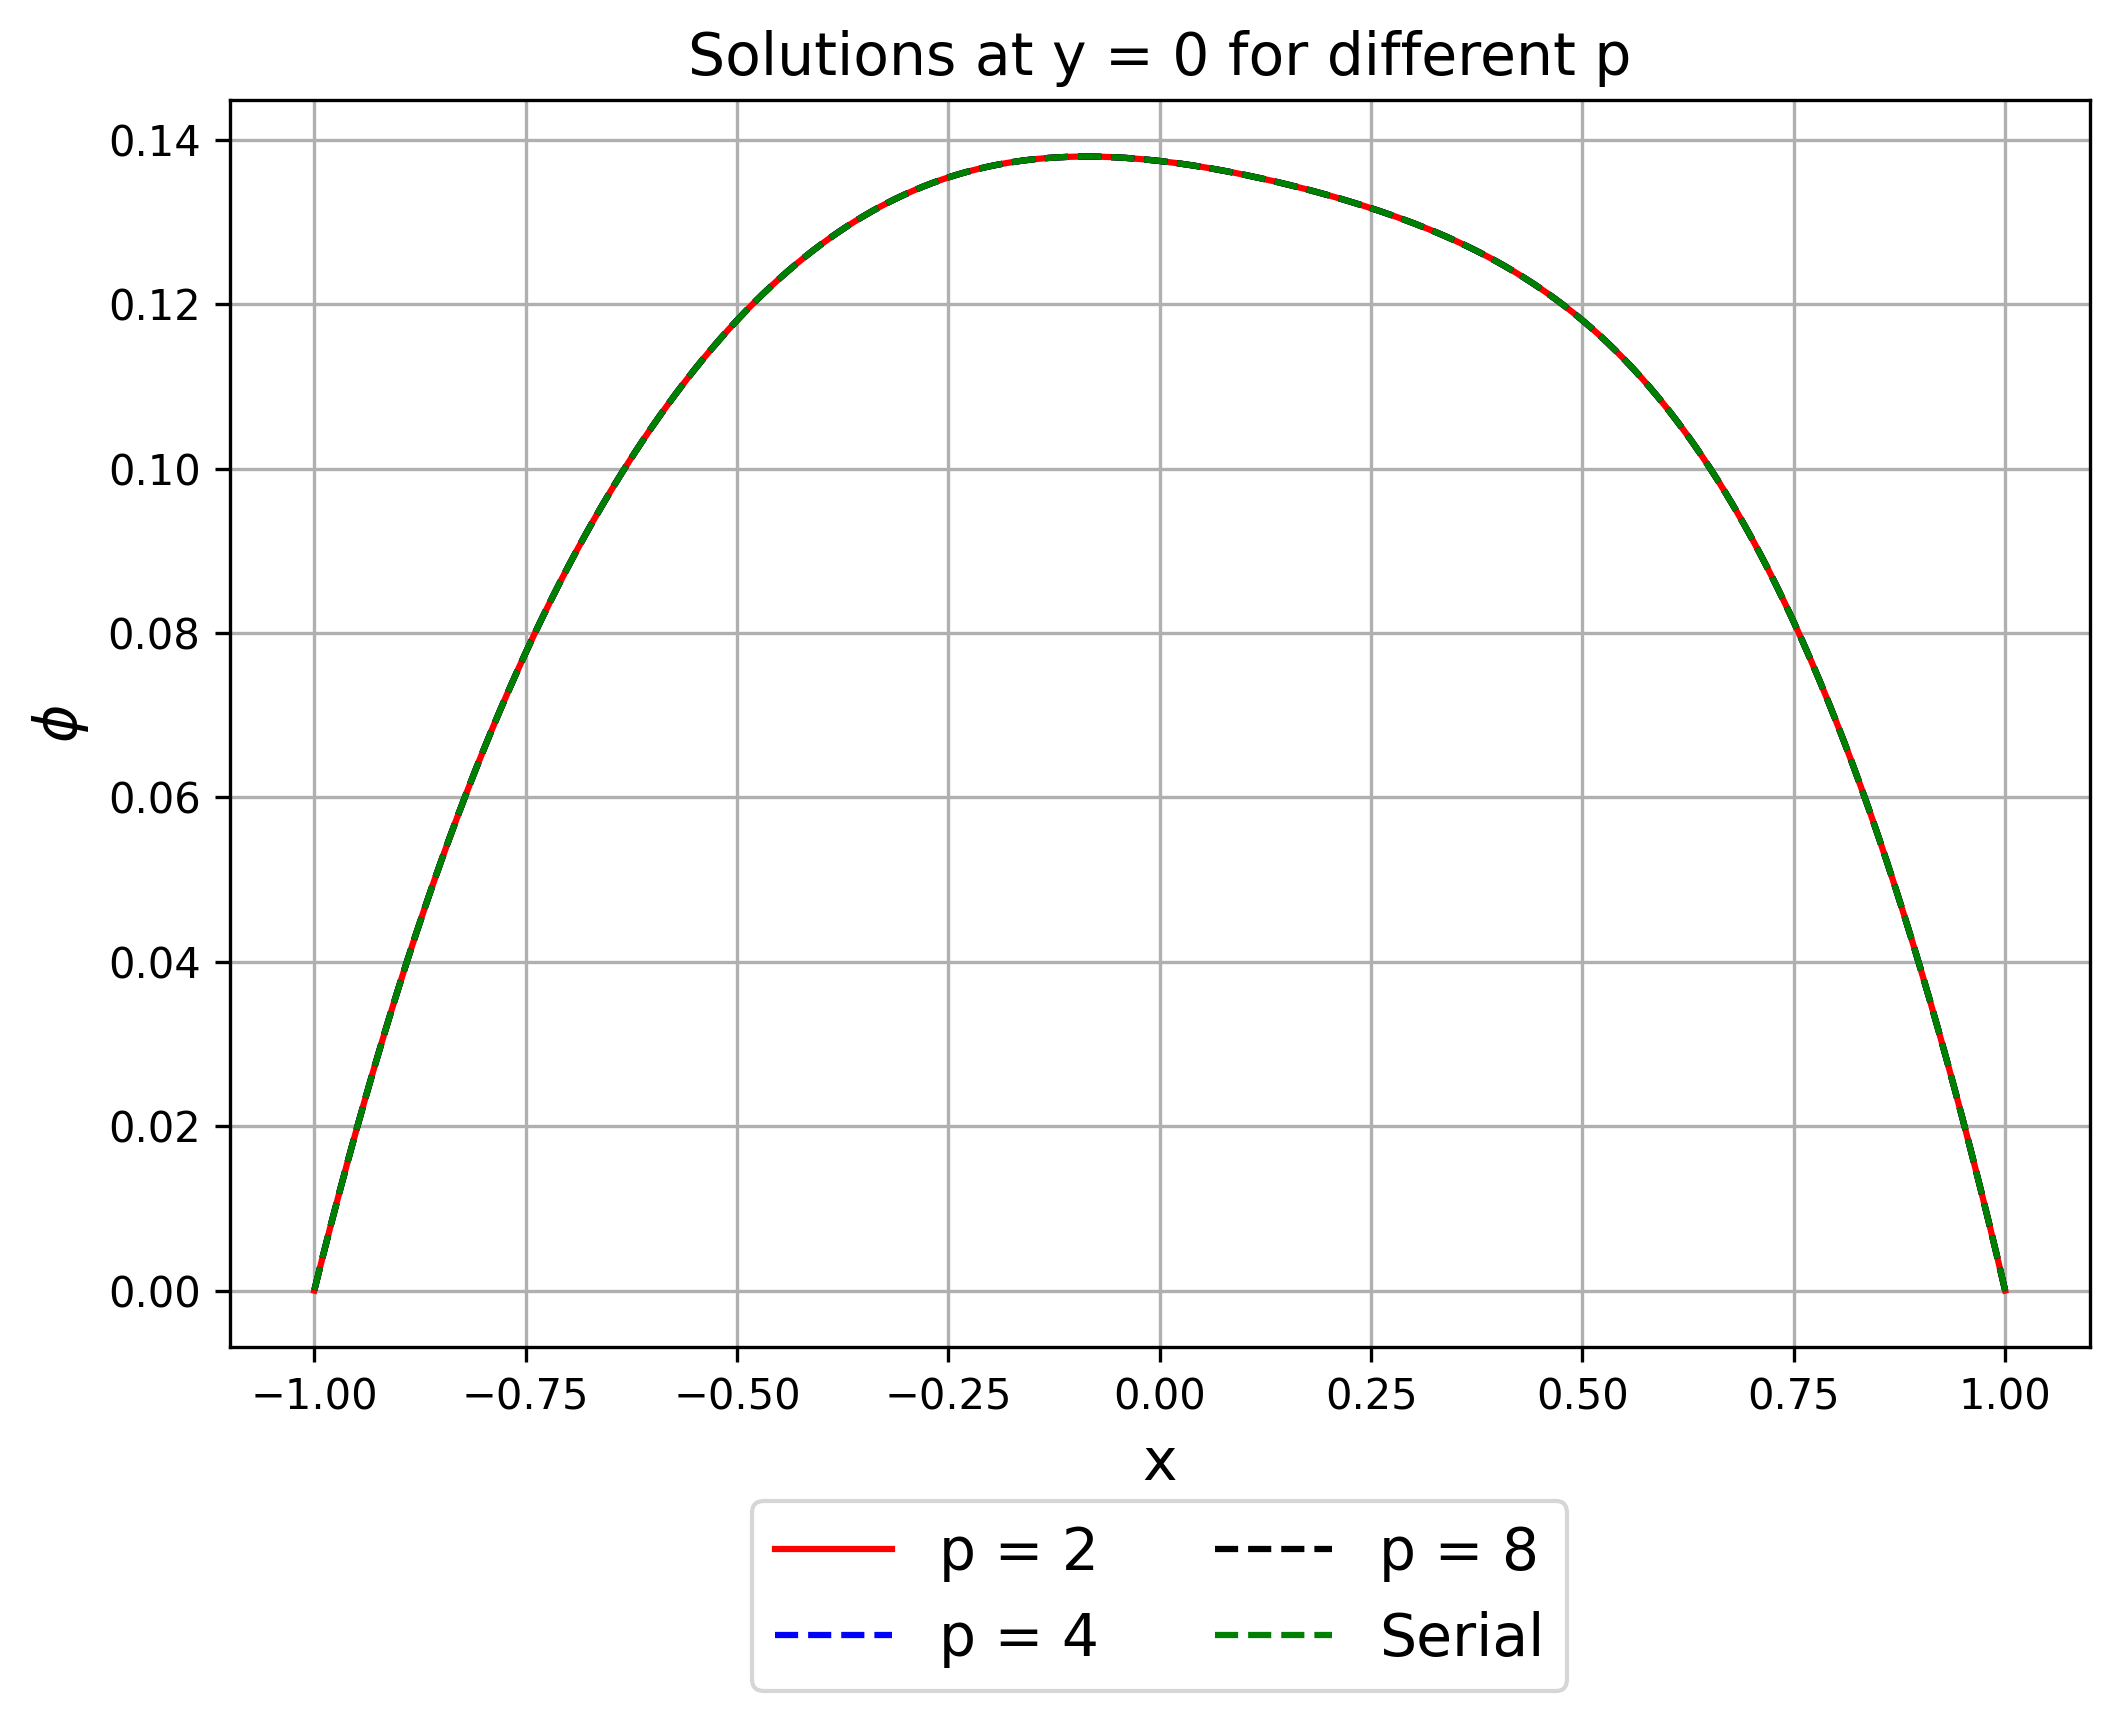 Solutions at y = 0 for different p
0.14
0.12
0.10
0.08
0.06
0.04
0.02
0.00
ϕ
−1.00 −0.75 −0.50 −0.25 0.00 0.25 0.50 0.75 1.00
x
p = 2 p = 8
p = 4 Serial